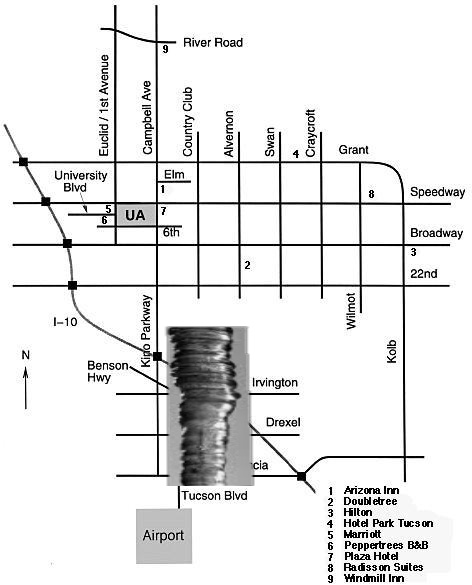 River Road
9
Euclid / 1st Avenue
Campbell Ave
Country Club
Alvernon
Swan
Craycroft
4
Grant
University
Blvd
Elm
1
8
Speedway
5
UA
7
6
6th
Broadway
3
2
22nd
I-10
Wilmot
Kolb
Kino Parkway
N
Benson
Hwy
Irvington
Drexel
Tucson Blvd
Airport
1 Arizona Inn
2 Doubletree
3 Hilton
4 Hotel Park Tucson
5 Marriott
6 Peppertrees B&B
7 Plaza Hotel
8 Radisson Suites
9 Windmill Inn